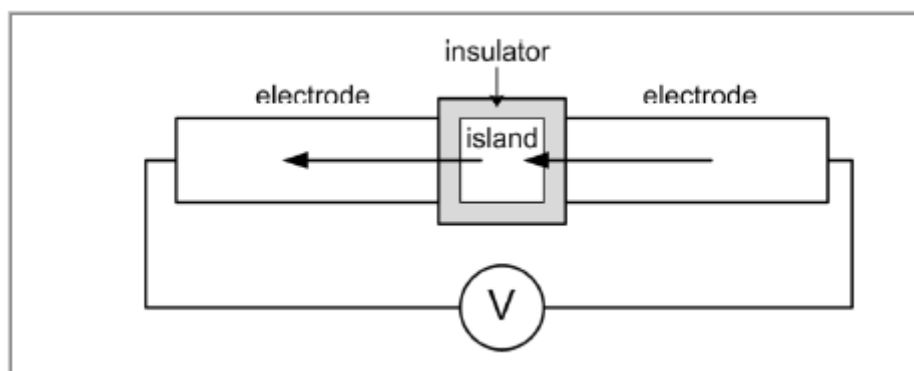 insulator
electrode
electrode
island
V